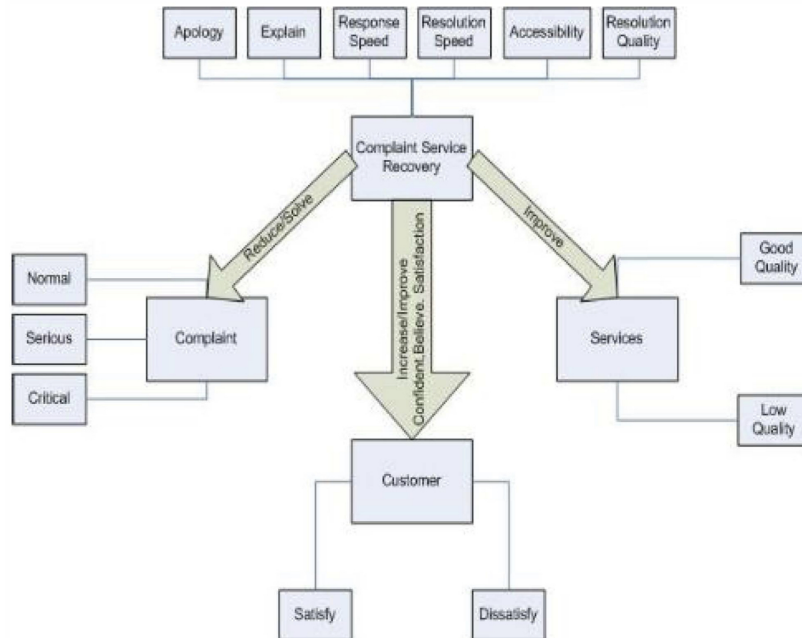 Apology
Explain
Response
Speed
Resolution
Speed
Accessibility
Resolution
Quality
Complaint Service
Recovery
Reduce/Solve
Increase/Improve
Confident,Believe, Satisfaction
Improve
Normal
Serious
Critical
Complaint
Services
Good
Quality
Low
Quality
Customer
Satisfy
Dissatisfy